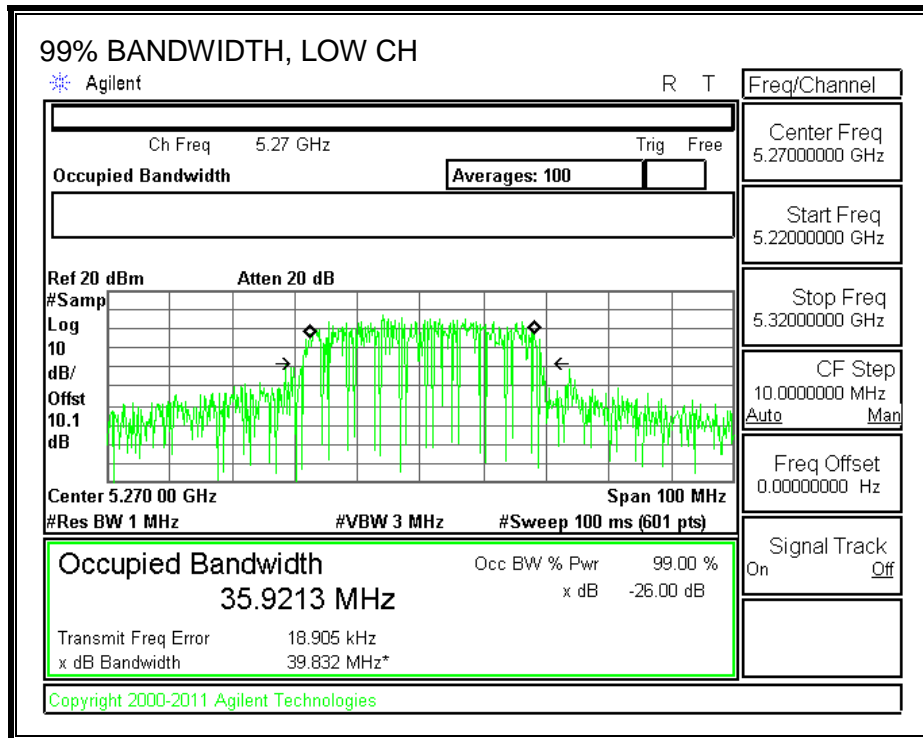 99% BANDWIDTH, LOW CH
Agilent R T
Ch Freq 5.27 GHz Trig Free
Occupied Bandwidth Averages: 100
Ref 20 dBm Atten 20 dB
#Samp
Log
10
dB/
Offst
10.1
dB
Center 5.270 00 GHz Span 100 MHz
#Res BW 1 MHz #VBW 3 MHz #Sweep 100 ms (601 pts)
Occupied Bandwidth
35.9213 MHz
Occ BW % Pwr 99.00 %
x dB -26.00 dB
Transmit Freq Error 18.905 kHz
x dB Bandwidth 39.832 MHz*
Copyright 2000-2011 Agilent Technologies
Freq/Channel
Center Freq
5.27000000 GHz
Start Freq
5.22000000 GHz
Stop Freq
5.32000000 GHz
CF Step
10.0000000 MHz
Auto Man
Freq Offset
0.00000000 Hz
Signal Track
On Off